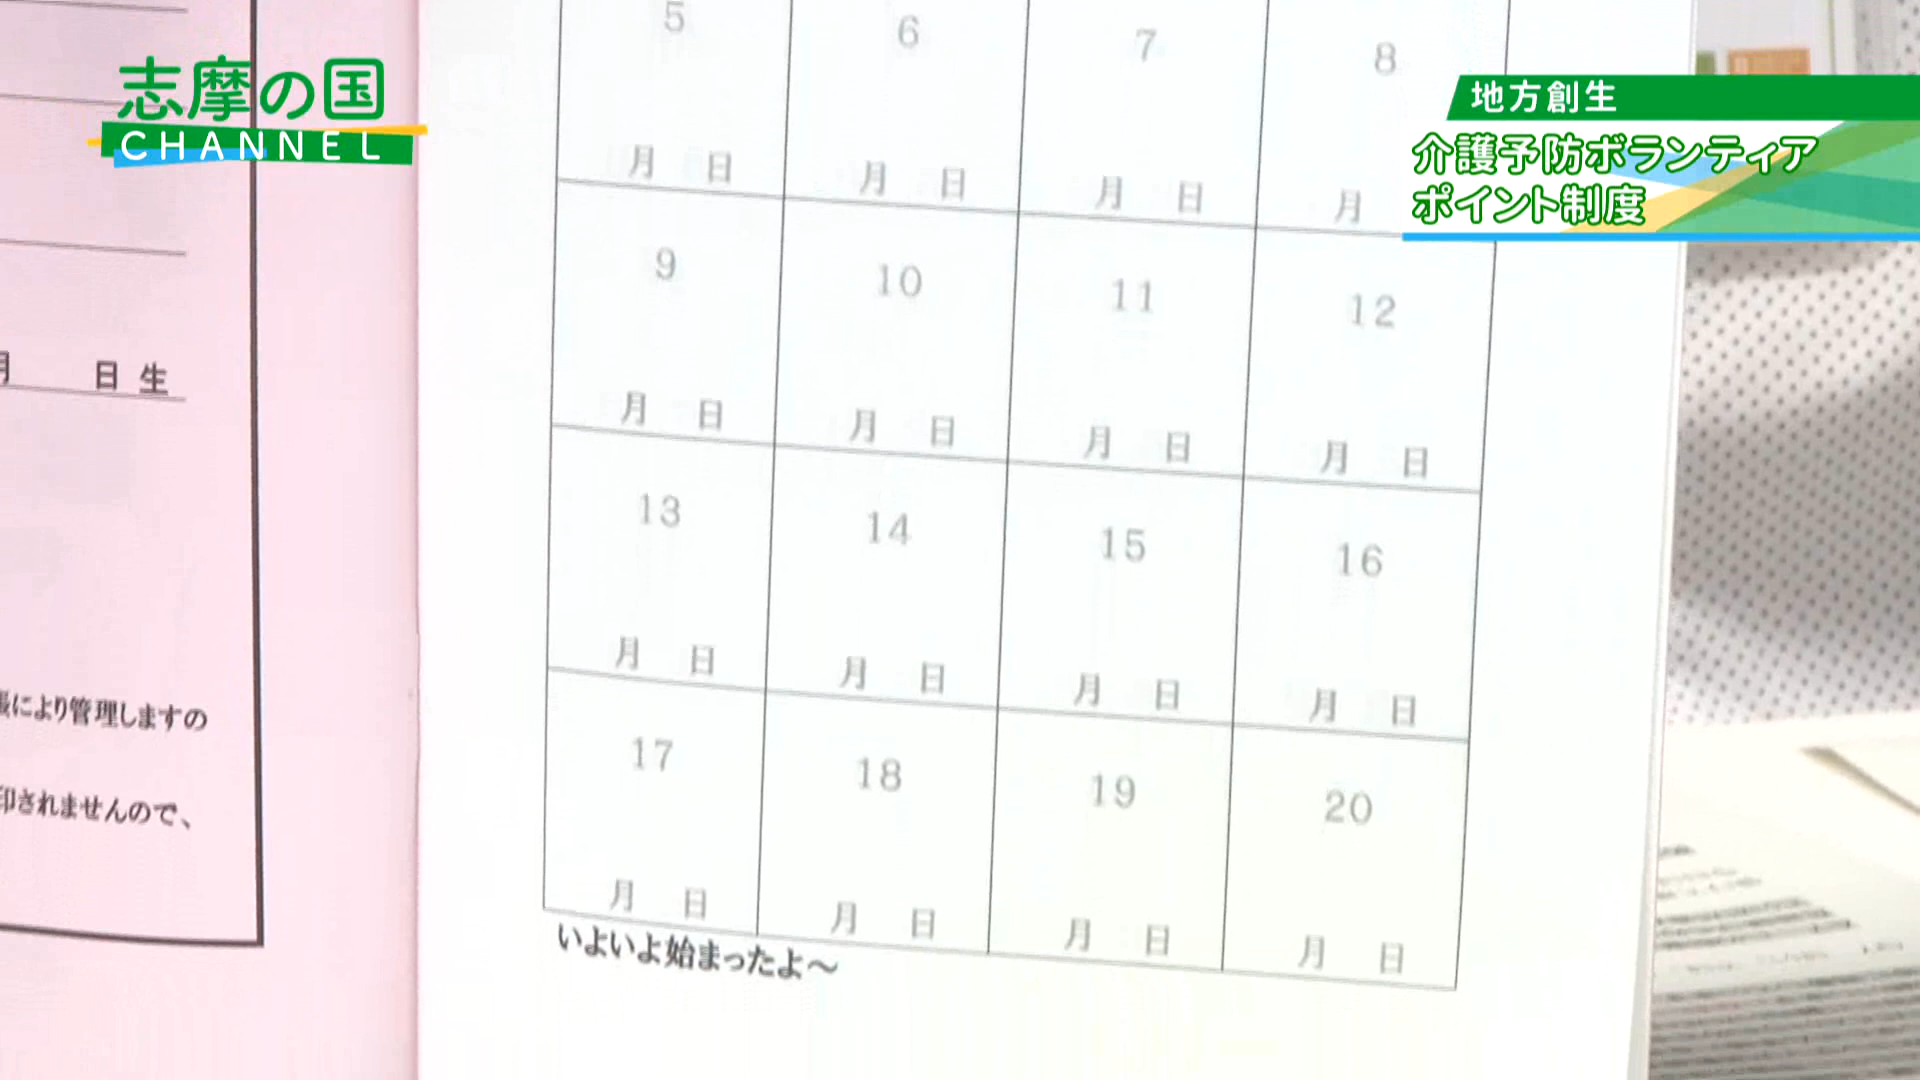 志摩の国
CHANNEL
地方創生
介護予防ボランティア
ポイント制度
月 日生
帳により管理しますの
印されませんので、
5 6 7 8
月 日 月 日 月 日 月
9 10 11 12
月 日 月 日 月 日 月 日
13 14 15 16
月 日 月 日 月 日 月 日
17 18 19 20
月 日 月 日 月 日 月 日
いよいよ始まったよ～